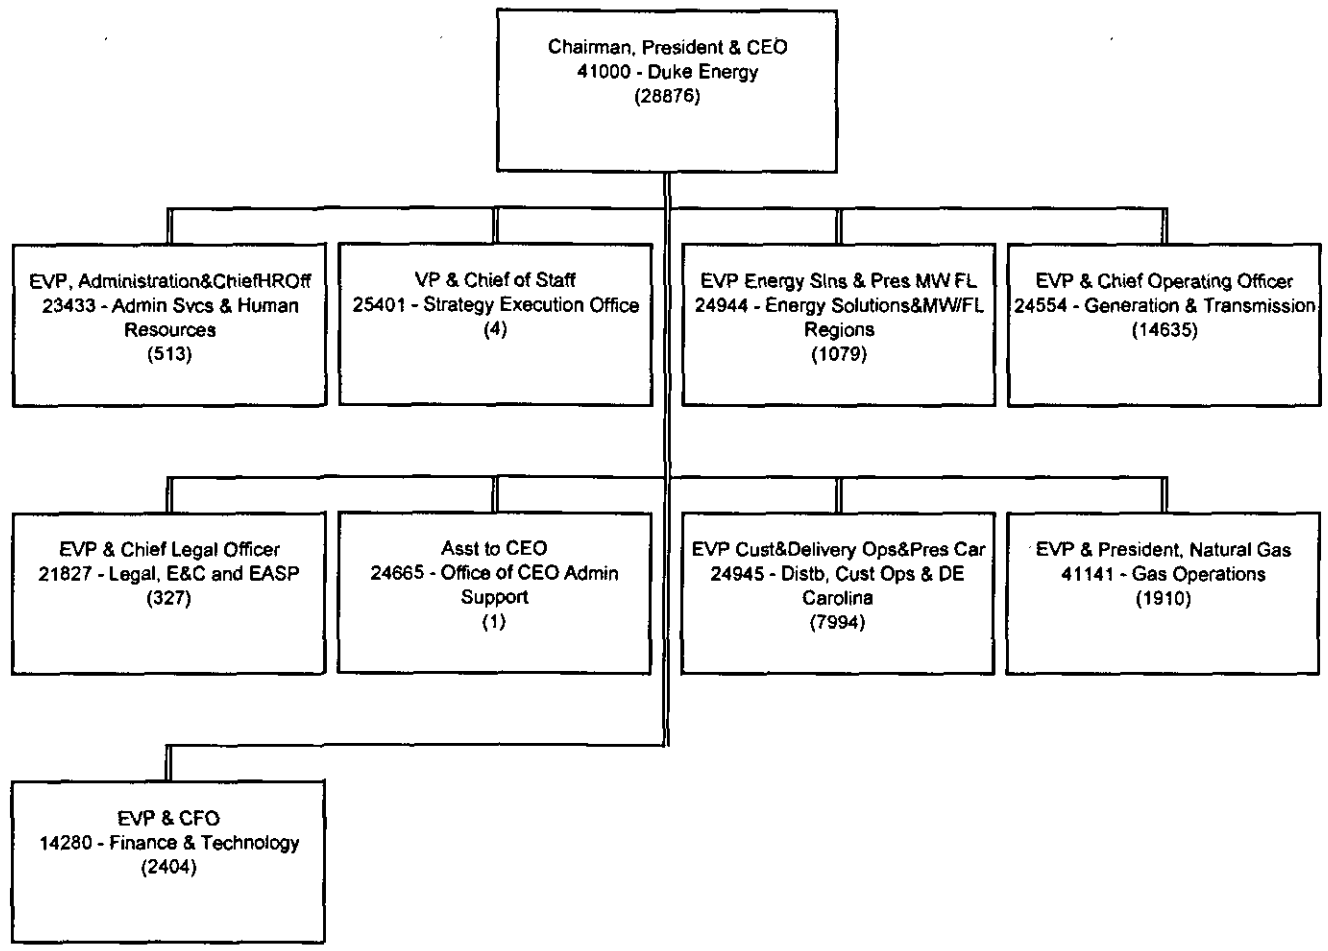 Chairman, President & CEO
41000 - Duke Energy
(28876)
EVP, Administration&ChiefHROff
23433 - Admin Svcs & Human
Resources
(513)
VP & Chief of Staff
25401 - Strategy Execution Office
(4)
EVP Energy Slns & Pres MW FL
24944 - Energy Solutions&MW/FL
Regions
(1079)
EVP & Chief Operating Officer
24554 - Generation & Transmission
(14635)
EVP & Chief Legal Officer
21827 - Legal, E&C and EASP
(327)
Asst to CEO
24665 - Office of CEO Admin
Support
(1)
EVP Cust&Delivery Ops&Pres Car
24945 - Distb, Cust Ops & DE
Carolina
(7994)
EVP & President, Natural Gas
41141 - Gas Operations
(1910)
EVP & CFO
14280 - Finance & Technology
(2404)